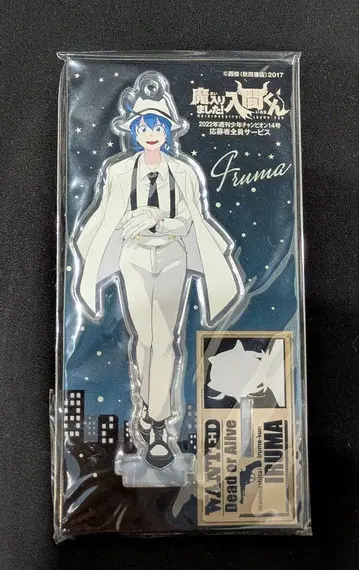 ©西修(秋田書店)2017
魔入りました!入間くん
2022年週刊少年チャンピオン14号
応募者全員サービス
Iruma
WANTED
Dead or Alive
IRUMA